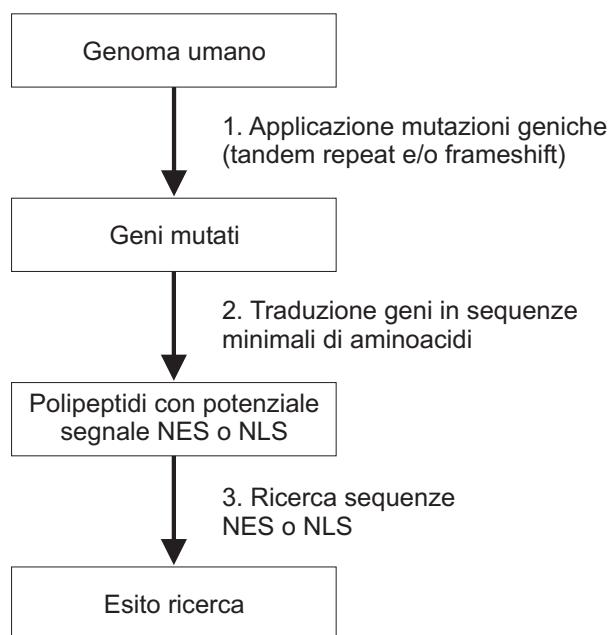 Genoma umano
1. Applicazione mutazioni geniche
(tandem repeat e/o frameshift)
Geni mutati
2. Traduzione geni in sequenze
minimali di aminoacidi
Polipeptidi con potenziale
segnale NES o NLS
3. Ricerca sequenze
NES o NLS
Esito ricerca